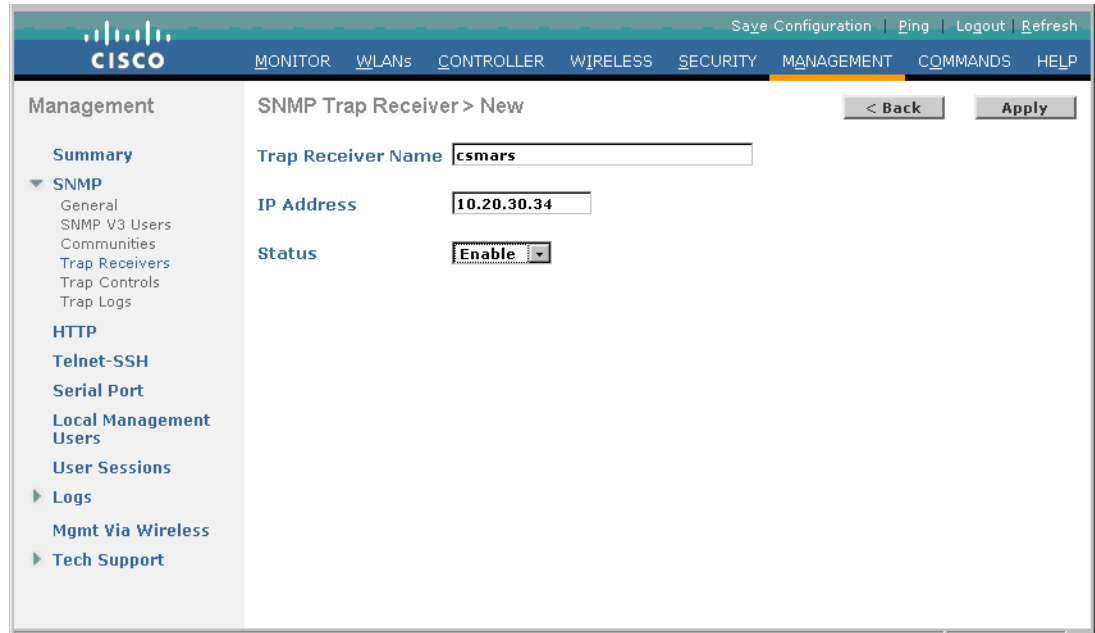 Save Configuration | Ping | Logout | Refresh
CISCO
MONITOR WLANs CONTROLLER WIRELESS SECURITY MANAGEMENT COMMANDS HELP
Management
Summary
SNMP
General
SNMP V3 Users
Communities
Trap Receivers
Trap Controls
Trap Logs
HTTP
Telnet-SSH
Serial Port
Local Management
Users
User Sessions
Logs
Mgmt Via Wireless
Tech Support
SNMP Trap Receiver > New
< Back Apply
Trap Receiver Name csmars
IP Address 10.20.30.34
Status Enable